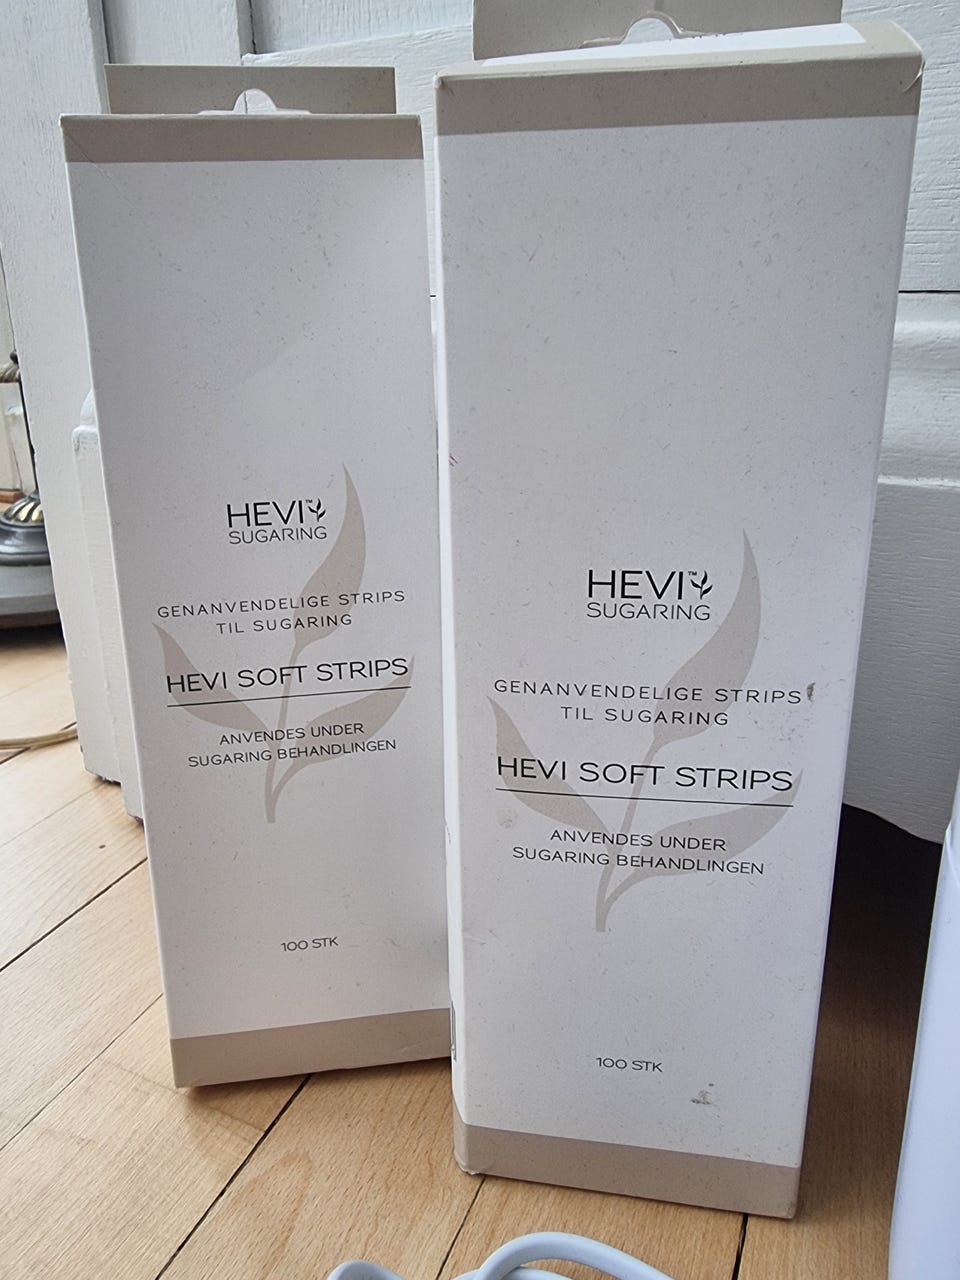 HEVI™
SUGARING
GENANVENDELIGE STRIPS
TIL SUGARING
HEVI SOFT STRIPS
ANVENDES UNDER
SUGARING BEHANDLINGEN
100 STK
HEVI™
SUGARING
GENANVENDELIGE STRIPS
TIL SUGARING
HEVI SOFT STRIPS
ANVENDES UNDER
SUGARING BEHANDLINGEN
100 STK